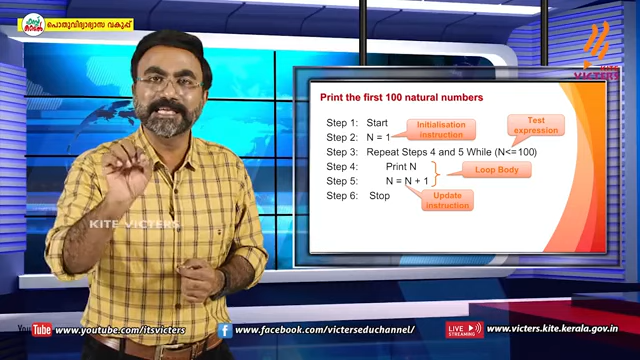 പൊതുവിദ്യാഭ്യാസ വകുപ്പ്
KITE
VICTERS
Print the first 100 natural numbers
Step 1: Start
Step 2: N = 1
Initialisation
instruction
Test
expression
Step 3: Repeat Steps 4 and 5 While (N<=100)
Step 4: Print N
Step 5: N = N + 1
Loop Body
Update
instruction
Step 6: Stop
KITE VICTERS
YouTube www.youtube.com/itsvicters
www.facebook.com/victerseduchannel/
LIVE
STREAMING
www.victers.kite.kerala.gov.in